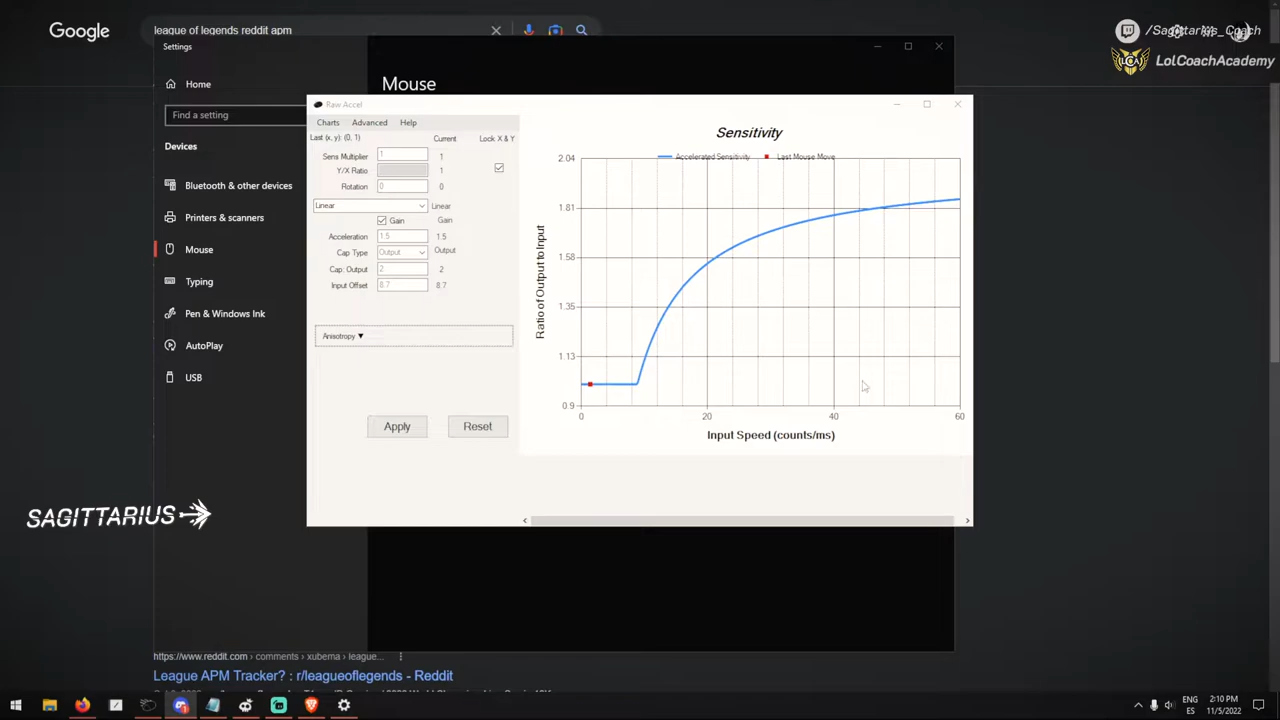 Google
league of legends reddit apm
/Sagittarius_Coach
LCA
LolCoachAcademy
Settings
Home
Find a setting
Devices
Bluetooth & other devices
Printers & scanners
Mouse
Typing
Pen & Windows Ink
AutoPlay
USB
Mouse
Raw Accel
Charts Advanced Help
Last (x, y): (0, 1) Current Lock X & Y
Sens Multiplier 1 1
Y/X Ratio 1
Rotation 0 0
Linear Linear
Gain Gain
Acceleration 1.5 1.5
Cap Type Output Output
Cap: Output 2 2
Input Offset 8.7 8.7
Anisotropy ▼
Apply Reset
Sensitivity
Accelerated Sensitivity Last Mouse Move
Ratio of Output to Input
2.04
1.81
1.58
1.35
1.13
0.9
0 20 40 60
Input Speed (counts/ms)
SAGITTARIUS
https://www.reddit.com › comments › xubema › league...
League APM Tracker? : r/leagueoflegends - Reddit
ENG
ES
2:10 PM
11/5/2022